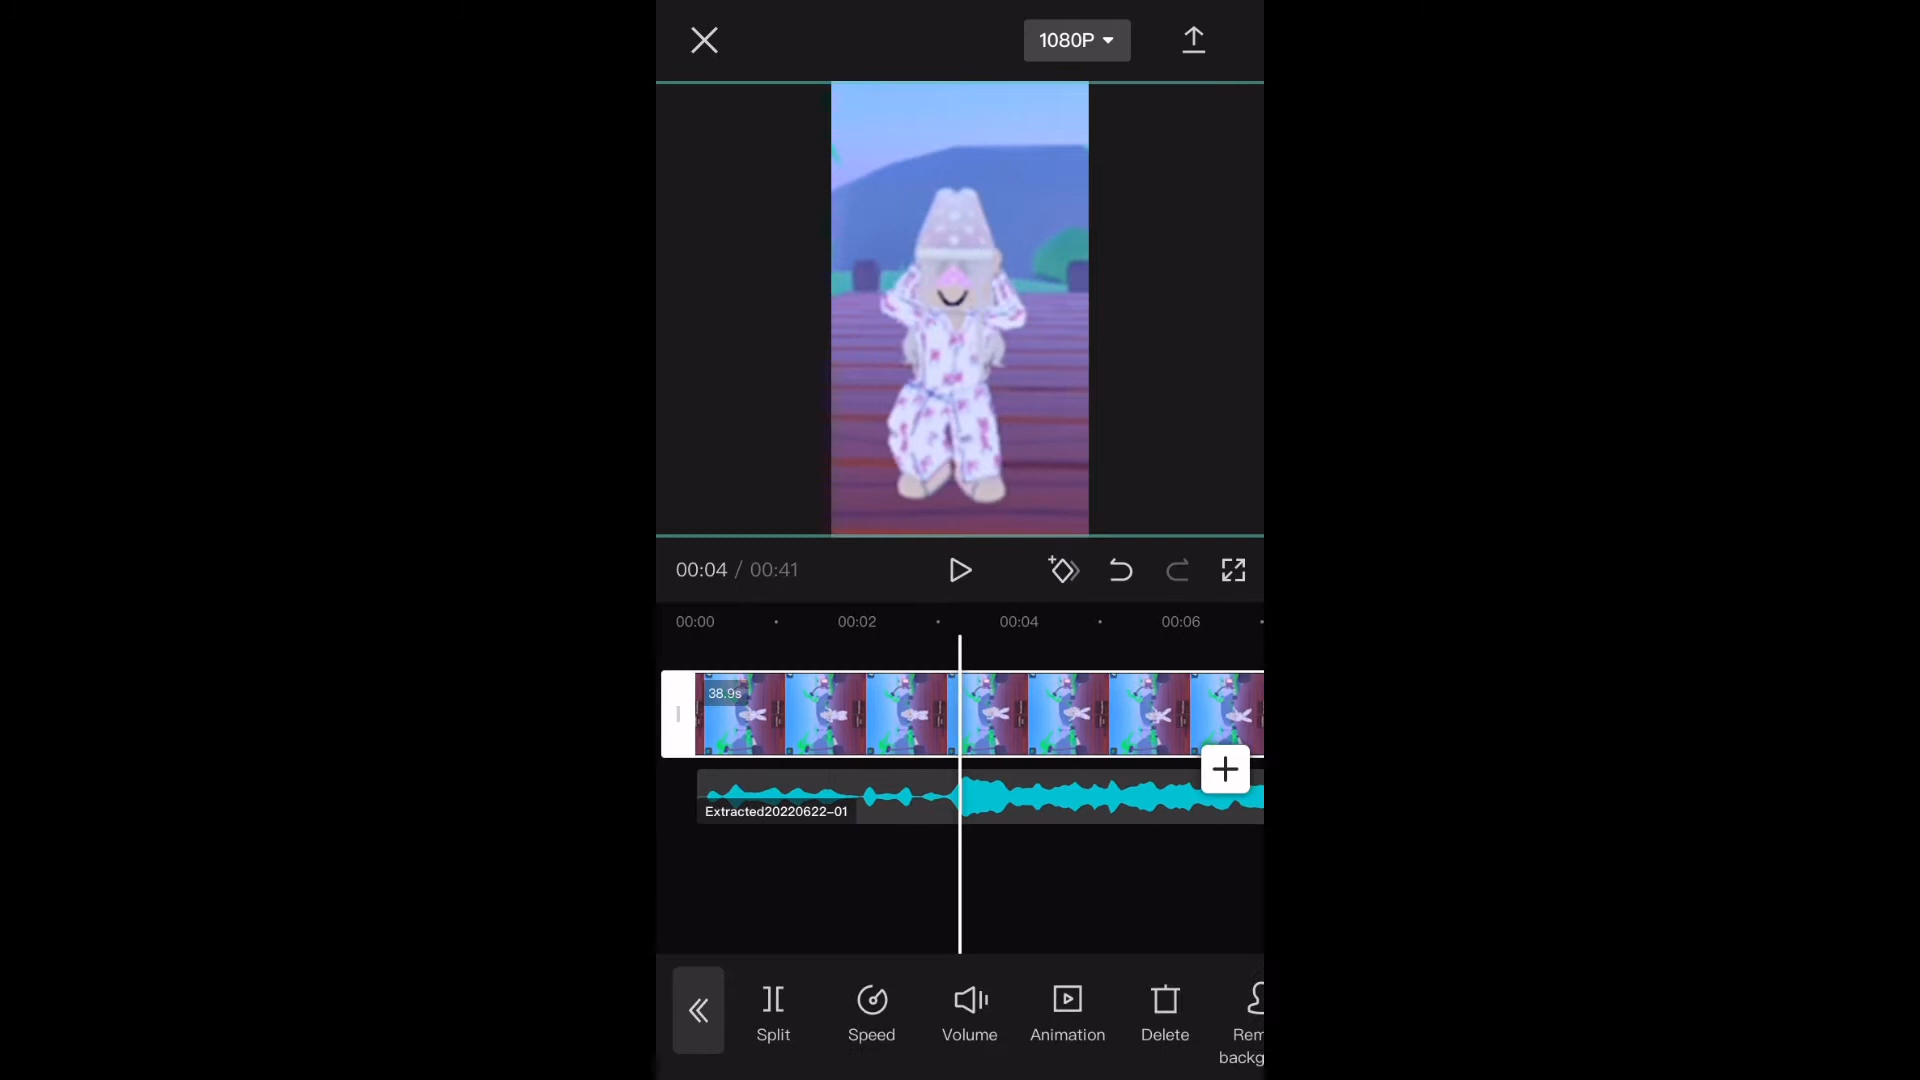 1080P
00:04 / 00:41
00:00 00:02 00:04 00:06
38.9s
Extracted20220622-01
Split Speed Volume Animation Delete Rem
backg